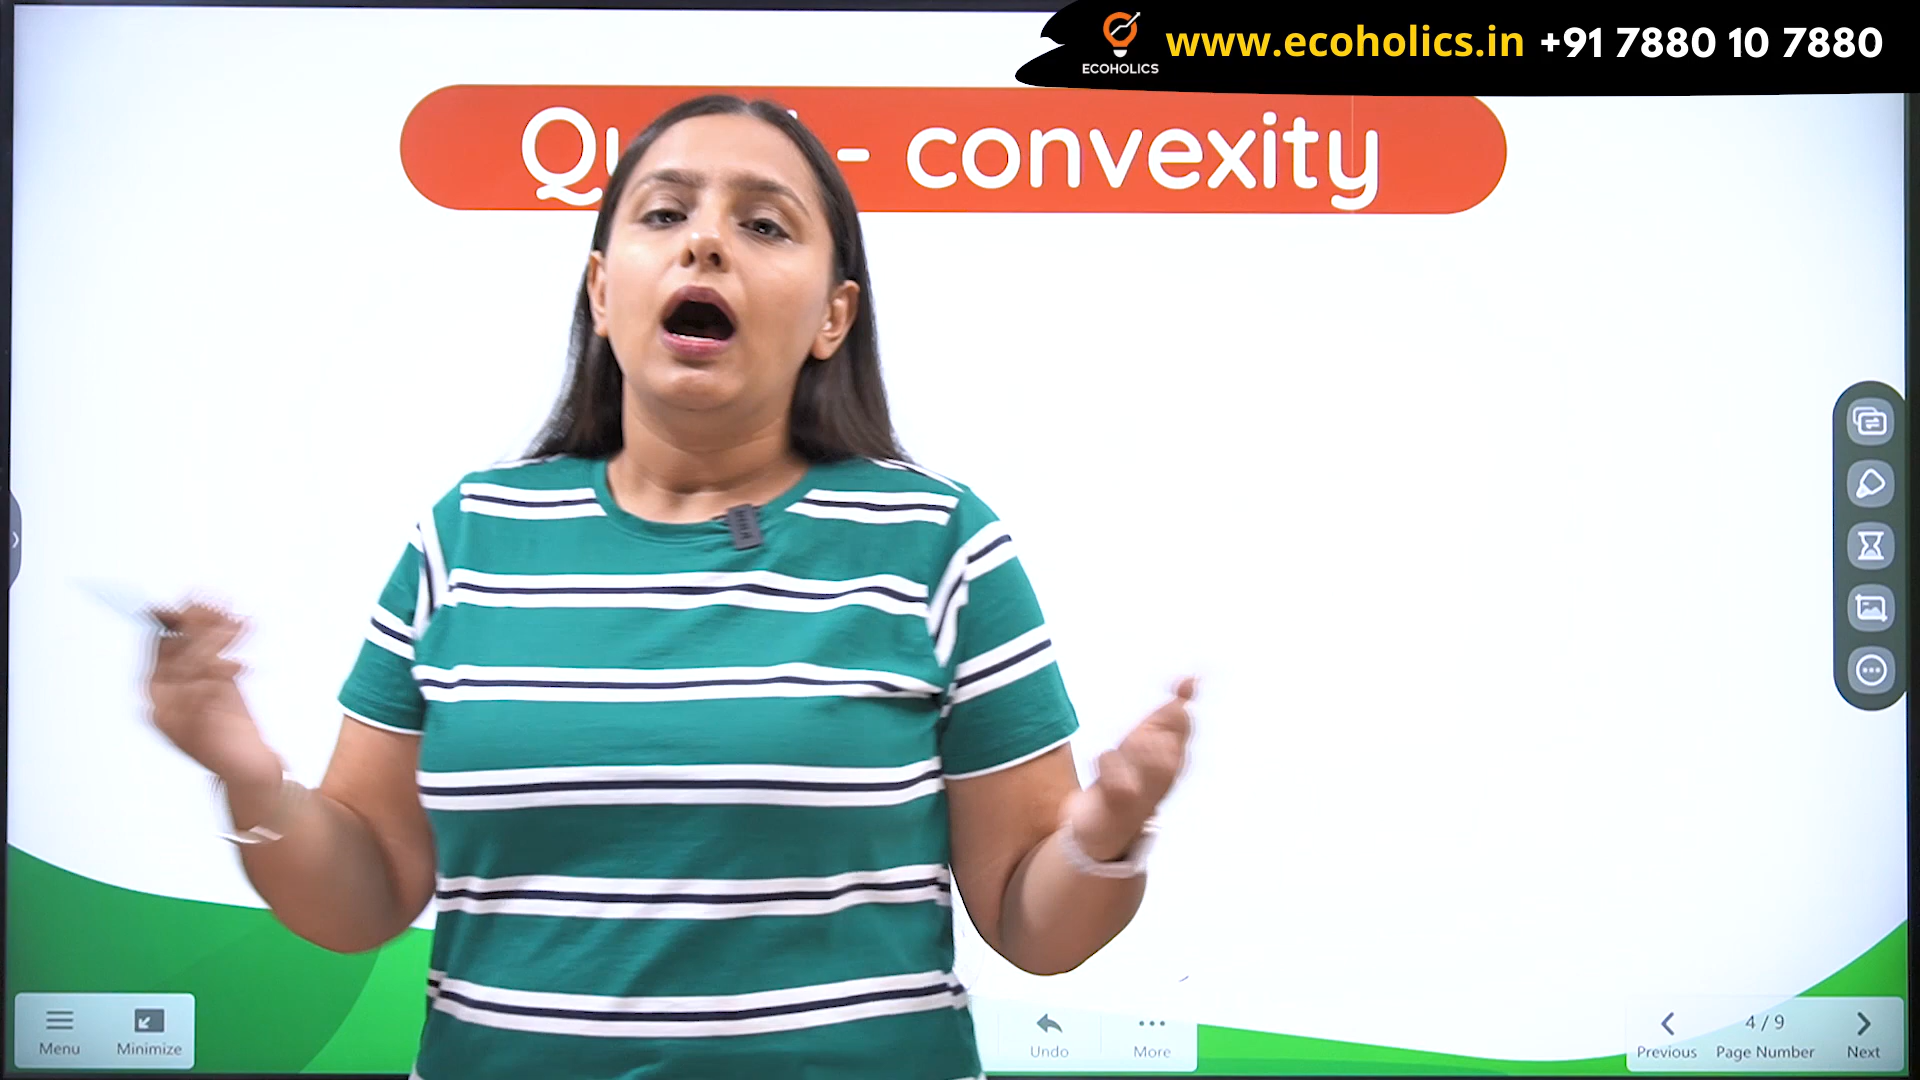 www.ecoholics.in +91 7880 10 7880
ECOHOLICS
- convexity
Menu
Minimize
Undo
More
4 / 9
Previous
Page Number
Next